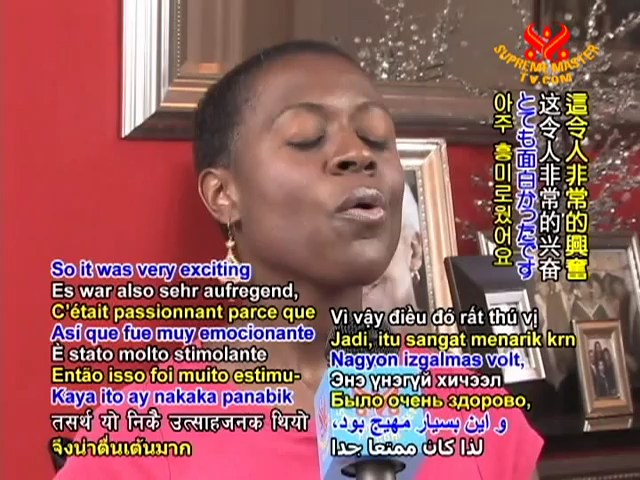 SUPREME MASTER
TV.COM
這令人非常的興奮
这令人非常的兴奋
とても面白かったです
아주 흥미로웠어요
So it was very exciting
Es war also sehr aufregend,
C'était passionnant parce que
Así que fue muy emocionante
È stato molto stimolante
Então isso foi muito estimu-
Kaya ito ay nakaka panabik
तसर्थ यो निकै उत्साहजनक थियो
จึงน่าตื่นเต้นมาก
Vì vậy điều đó rất thú vị
Jadi, itu sangat menarik krn
Nagyon izgalmas volt,
Энэ үнэгүй хичээл
Было очень здорово,
و این بسیار مهیج بود،
لذا كان ممتعا جدا